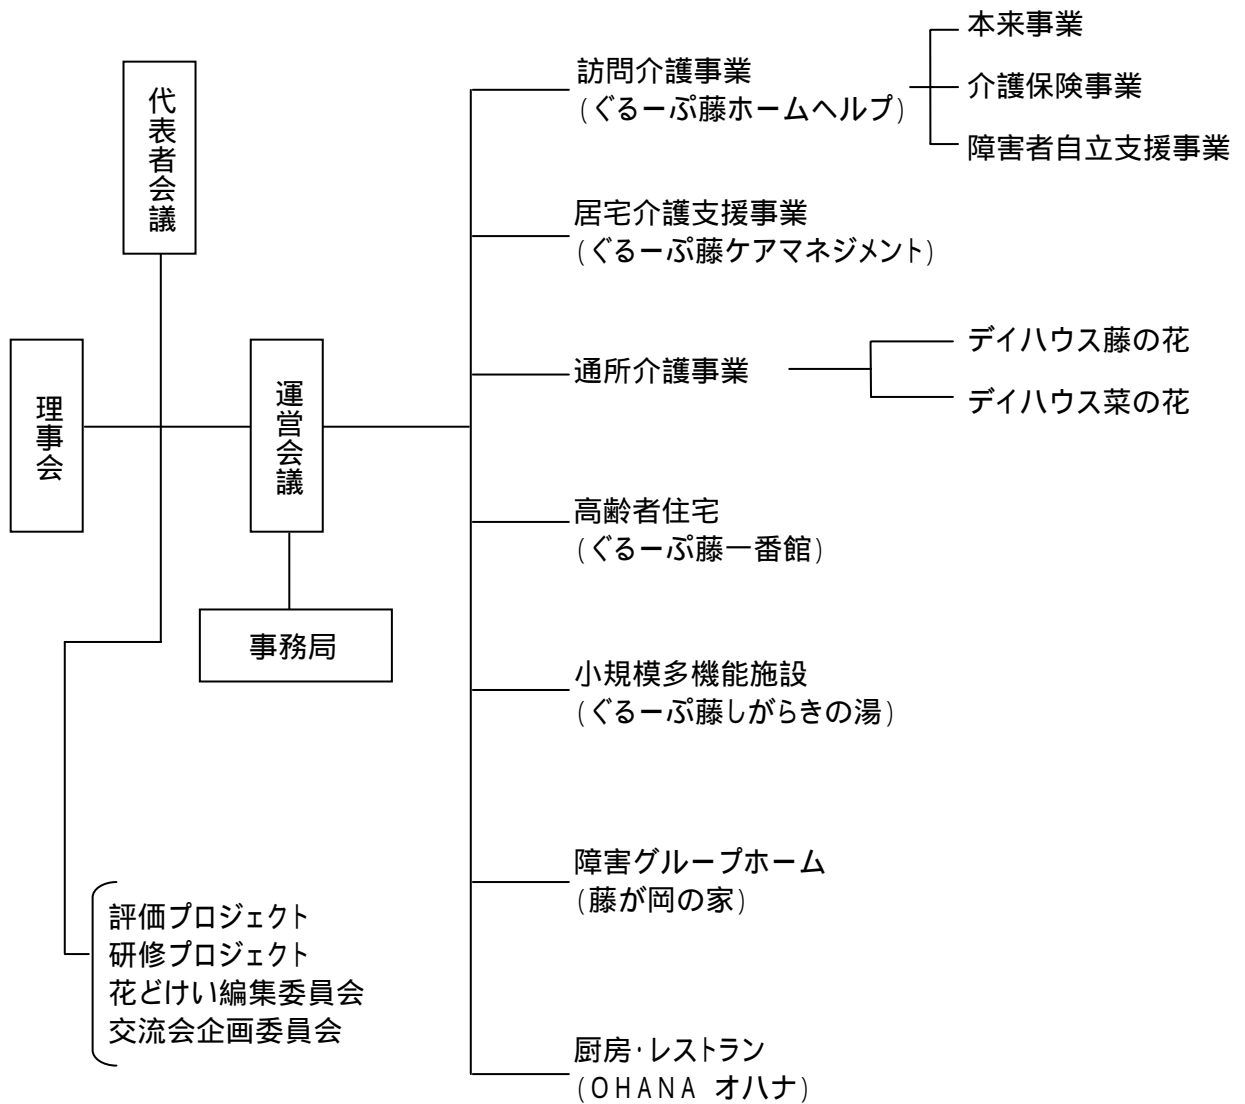 代表者会議
理事会
運営会議
事務局
評価プロジェクト
研修プロジェクト
花どけい編集委員会
交流会企画委員会
訪問介護事業
(ぐるーぷ藤ホームヘルプ)
本来事業
介護保険事業
障害者自立支援事業
居宅介護支援事業
(ぐるーぷ藤ケアマネジメント)
通所介護事業
デイハウス藤の花
デイハウス菜の花
高齢者住宅
(ぐるーぷ藤一番館)
小規模多機能施設
(ぐるーぷ藤しがらきの湯)
障害グループホーム
(藤が岡の家)
厨房・レストラン
(OHANA オハナ)